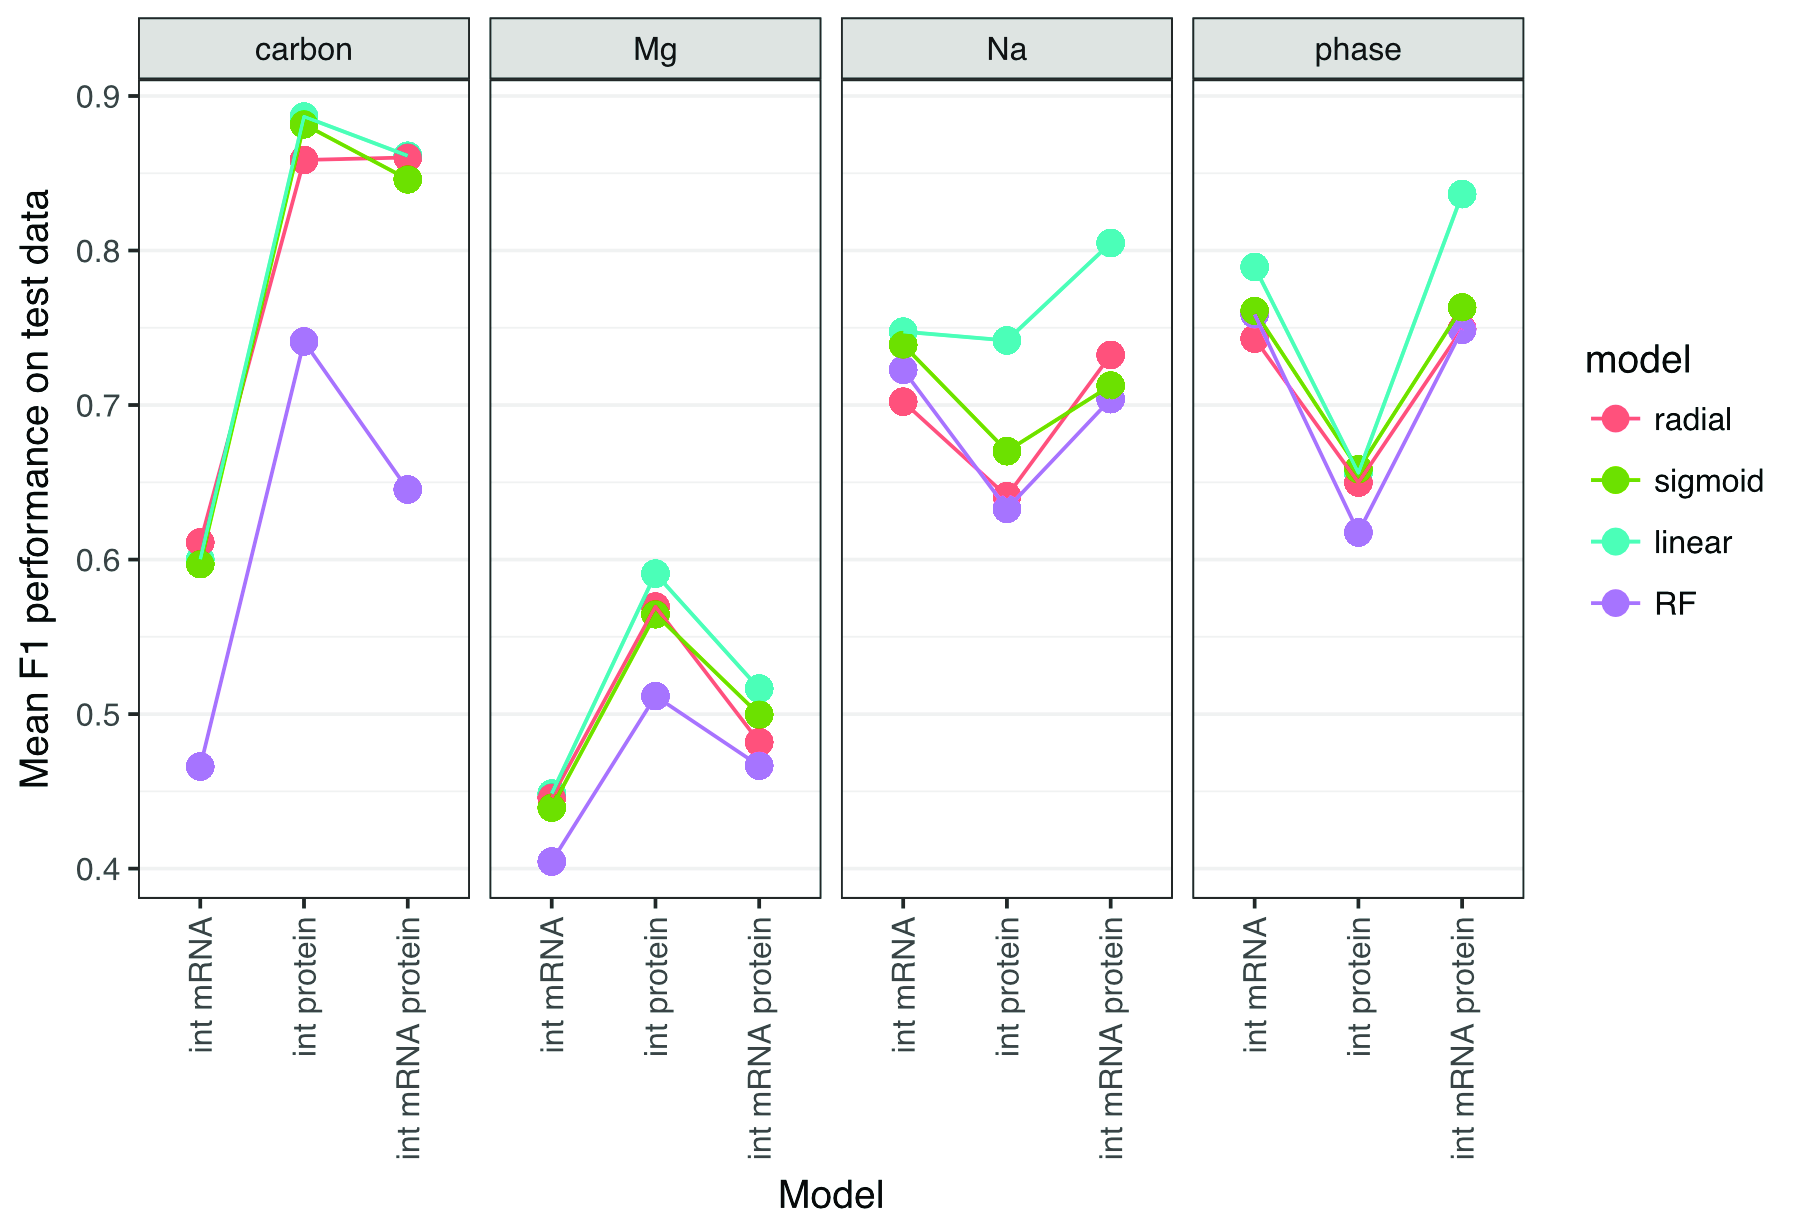 carbon
Mg
Na
phase
Mean F1 performance on test data
0.9
0.8
0.7
0.6
0.5
0.4
int mRNA
int protein
int mRNA protein
int mRNA
int protein
int mRNA protein
int mRNA
int protein
int mRNA protein
int mRNA
int protein
int mRNA protein
Model
model
radial
sigmoid
linear
RF